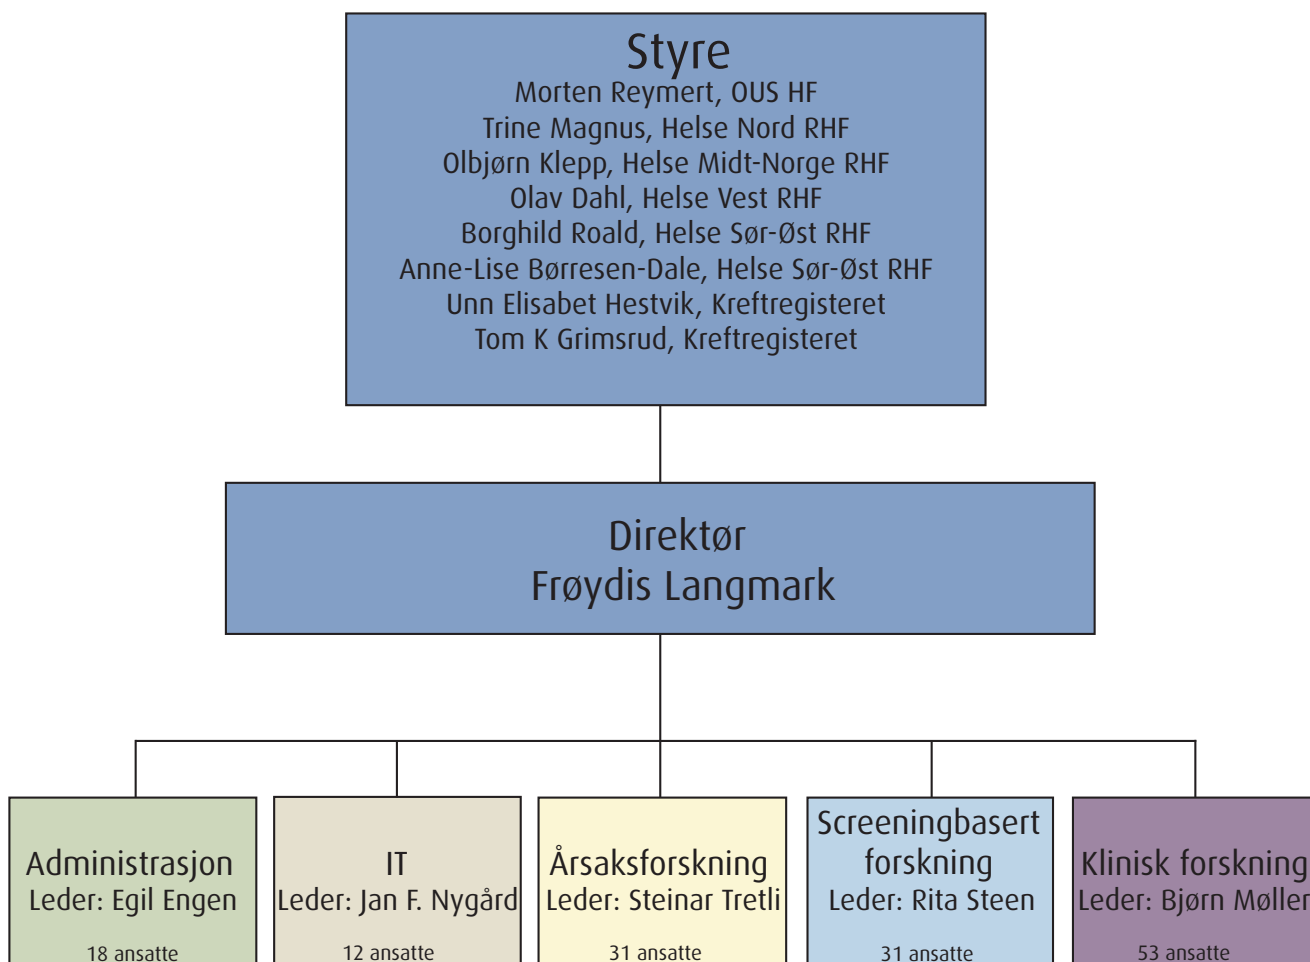 Styre
Morten Reymert, OUS HF
Trine Magnus, Helse Nord RHF
Olbjørn Klepp, Helse Midt-Norge RHF
Olav Dahl, Helse Vest RHF
Borghild Roald, Helse Sør-Øst RHF
Anne-Lise Børresen-Dale, Helse Sør-Øst RHF
Unn Elisabet Hestvik, Kreftregisteret
Tom K Grimsrud, Kreftregisteret
Direktør
Frøydis Langmark
Administrasjon
Leder: Egil Engen
18 ansatte
IT
Leder: Jan F. Nygård
12 ansatte
Årsaksforskning
Leder: Steinar Tretli
31 ansatte
Screeningbasert
forskning
Leder: Rita Steen
31 ansatte
Klinisk forskning
Leder: Bjørn Møller
53 ansatte